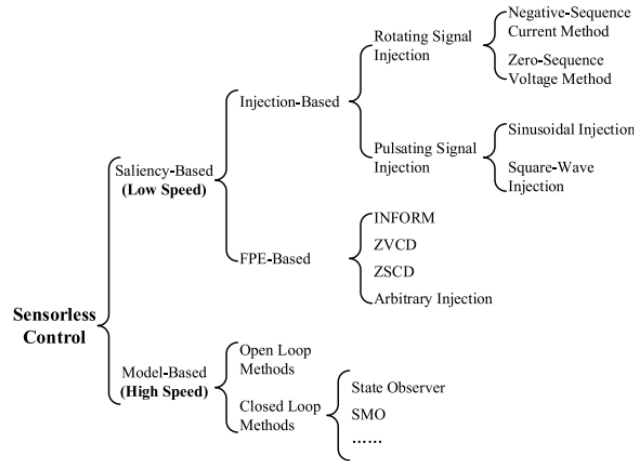 Negative-Sequence
Current Method
Rotating Signal
Injection
Zero-Sequence
Voltage Method
Injection-Based
Sinusoidal Injection
Pulsating Signal
Injection
Square-Wave
Injection
Saliency-Based
(Low Speed)
INFORM
ZVCD
FPE-Based
ZSCD
Arbitrary Injection
Sensorless
Control
Open Loop
Methods
Model-Based
(High Speed)
State Observer
Closed Loop
Methods
SMO
......